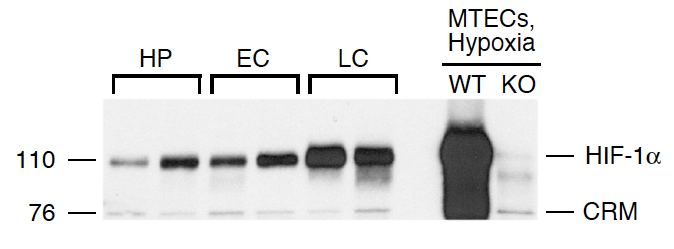 MTECs,
Hypoxia
HP EC LC WT KO
110 HIF-1α
76 CRM